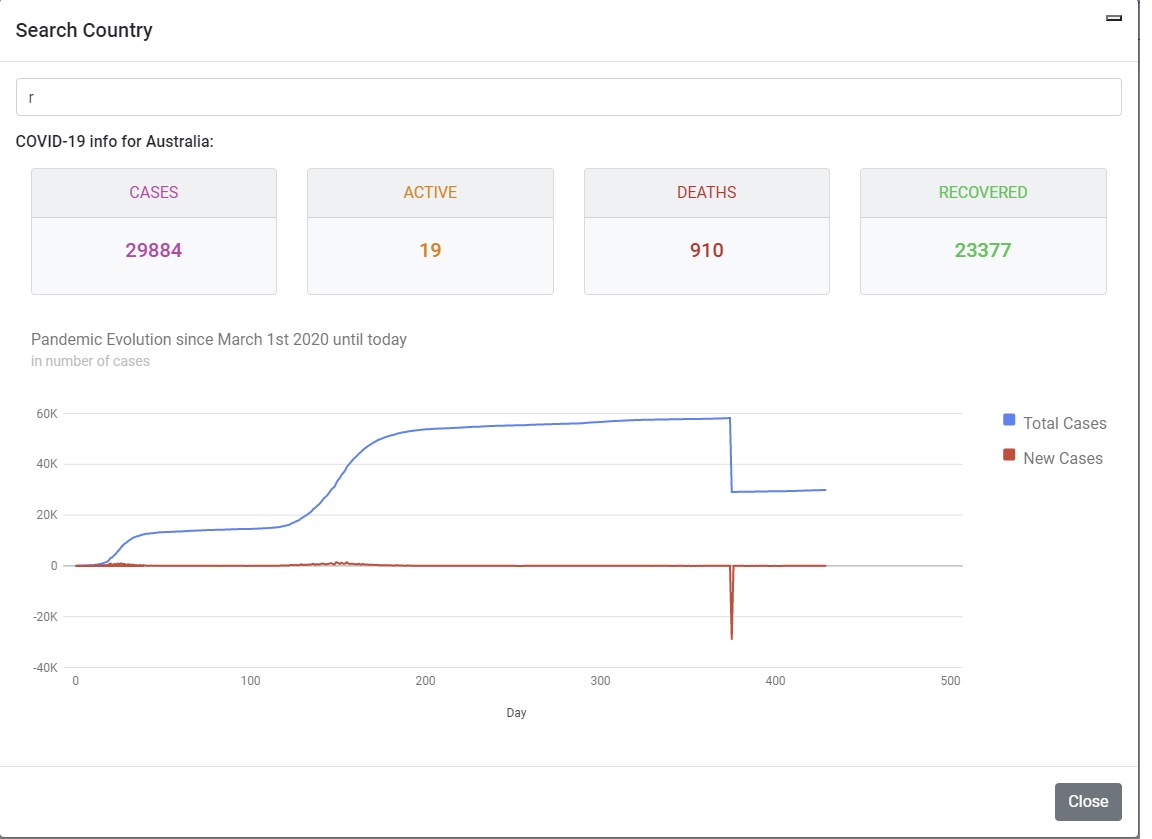 Search Country
r
COVID-19 info for Australia:
CASES ACTIVE DEATHS RECOVERED
29884 19 910 23377
Pandemic Evolution since March 1st 2020 until today
in number of cases
60K
40K
20K
0
-20K
-40K
0 100 200 300 400 500
Day
Total Cases
New Cases
Close